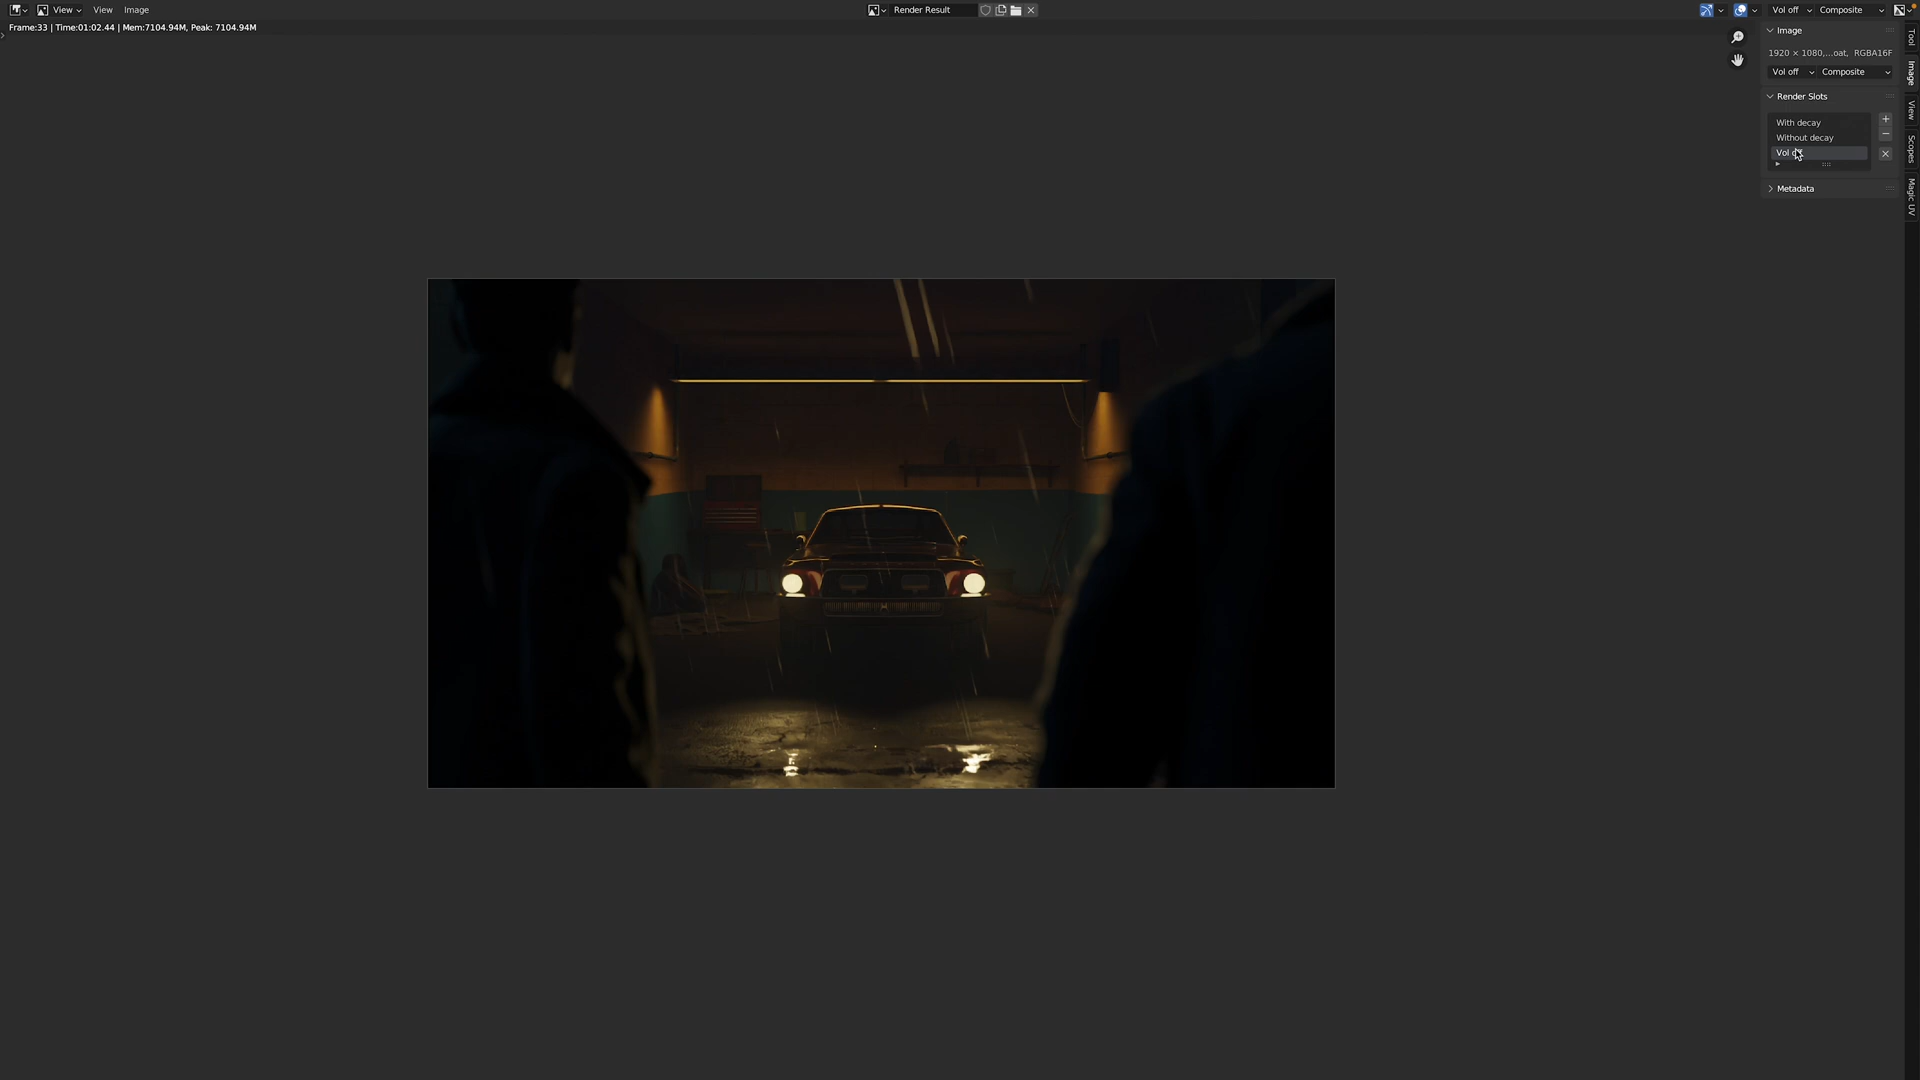 View View Image Render Result Vol off Composite
Frame:33 | Time:01:02.44 | Mem:7104.94M, Peak: 7104.94M
Image
1920 × 1080,...oat, RGBA16F
Vol off Composite
Render Slots
With decay
Without decay
Vol off
Metadata
Tool
Image
View
Scopes
Magic UV